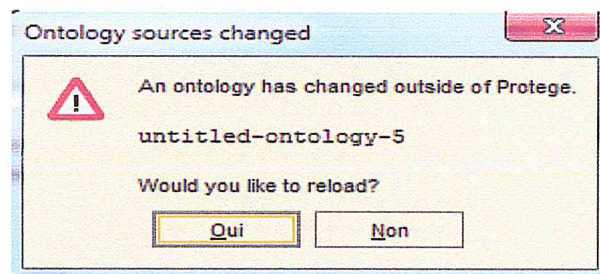 Ontology sources changed
An ontology has changed outside of Protege.
untitled-ontology-5
Would you like to reload?
Oui Non